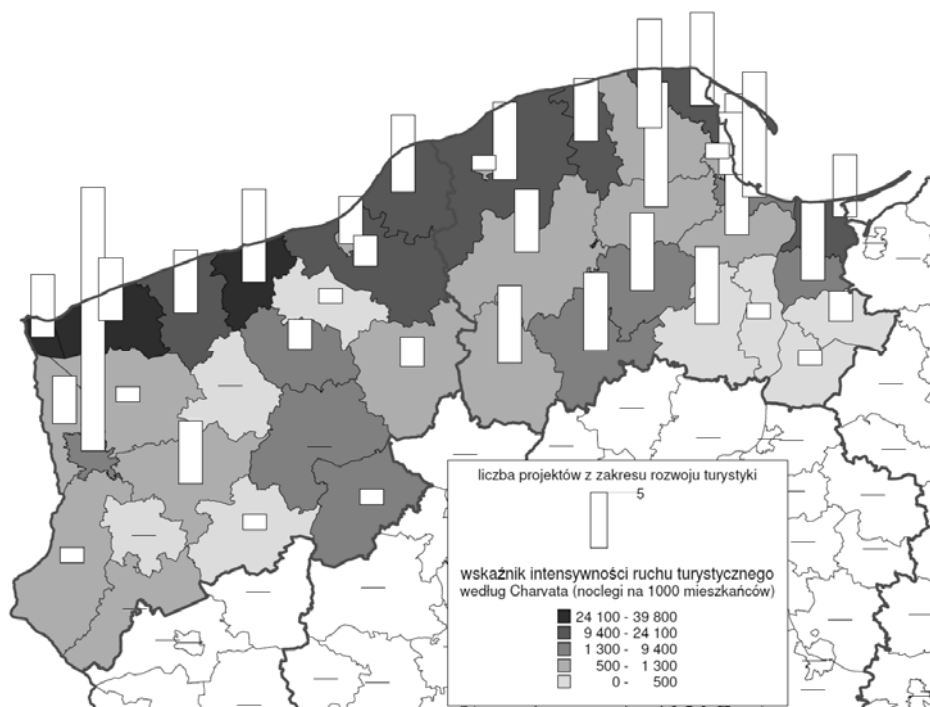 liczba projektów z zakresu rozwoju turystyki
5
wskaźnik intensywności ruchu turystycznego
według Charvata (noclegi na 1000 mieszkańców)
24 100 - 39 800
9 400 - 24 100
1 300 - 9 400
500 - 1 300
0 - 500